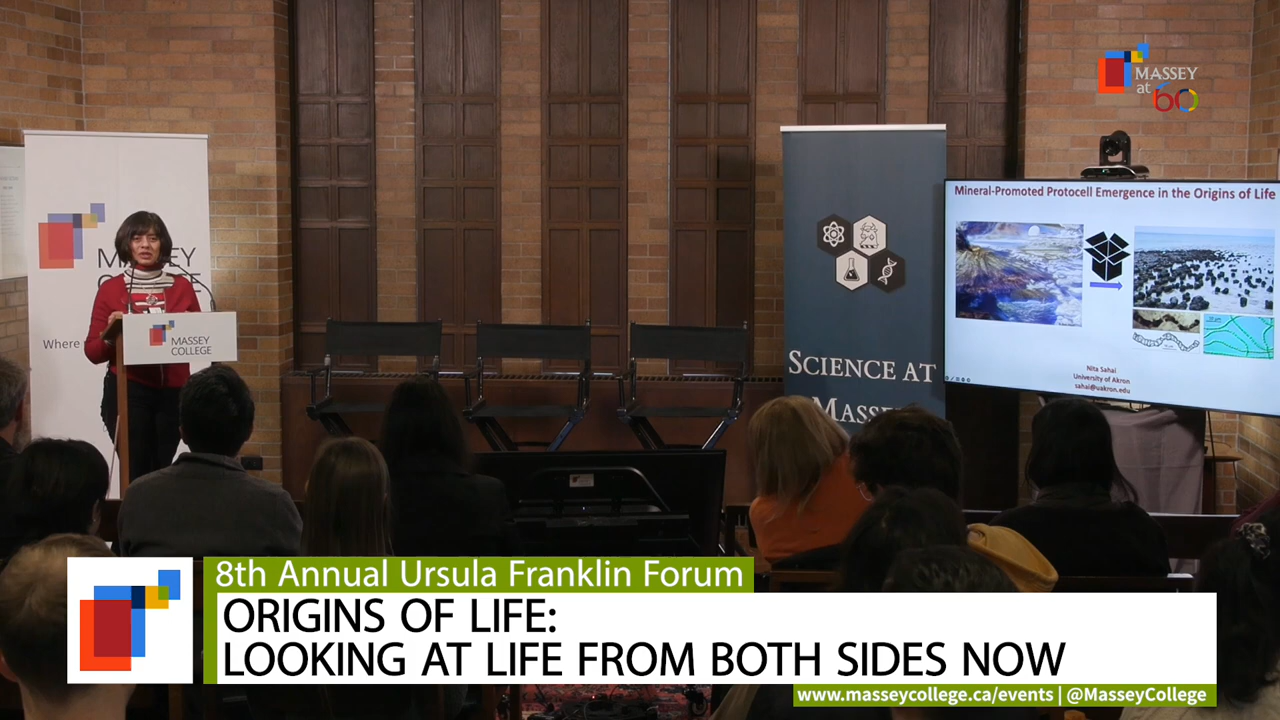 MASSEY
at 60
MASSEY
COLLEGE
Where
MASSEY
COLLEGE
SCIENCE AT
MASSEY
Mineral-Promoted Protocell Emergence in the Origins of Life
Nita Sahai
University of Akron
sahai@uakron.edu
8th Annual Ursula Franklin Forum
ORIGINS OF LIFE:
LOOKING AT LIFE FROM BOTH SIDES NOW
www.masseycollege.ca/events | @MasseyCollege